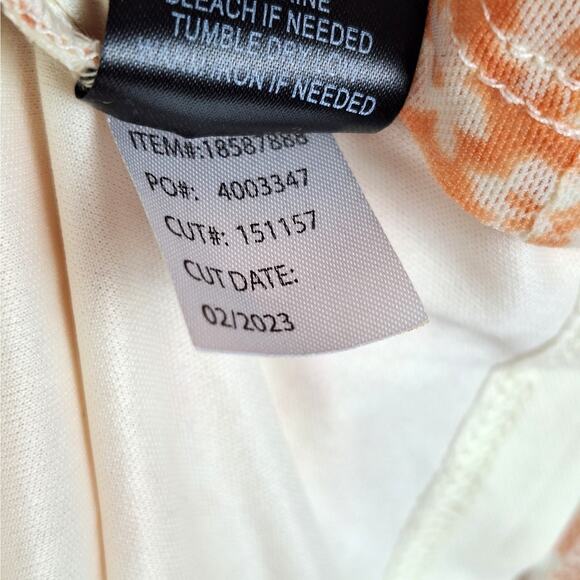 BLEACH IF NEEDED
TUMBLE DRY LOW
WARM IRON IF NEEDED
ITEM#:18587888
PO#: 4003347
CUT#: 151157
CUT DATE:
02/2023